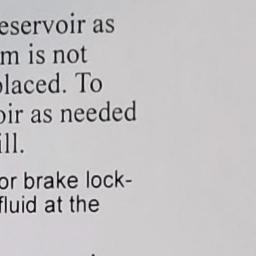 eservoir as
m is not
placed. To
oir as needed
ill.
or brake lock-
fluid at the